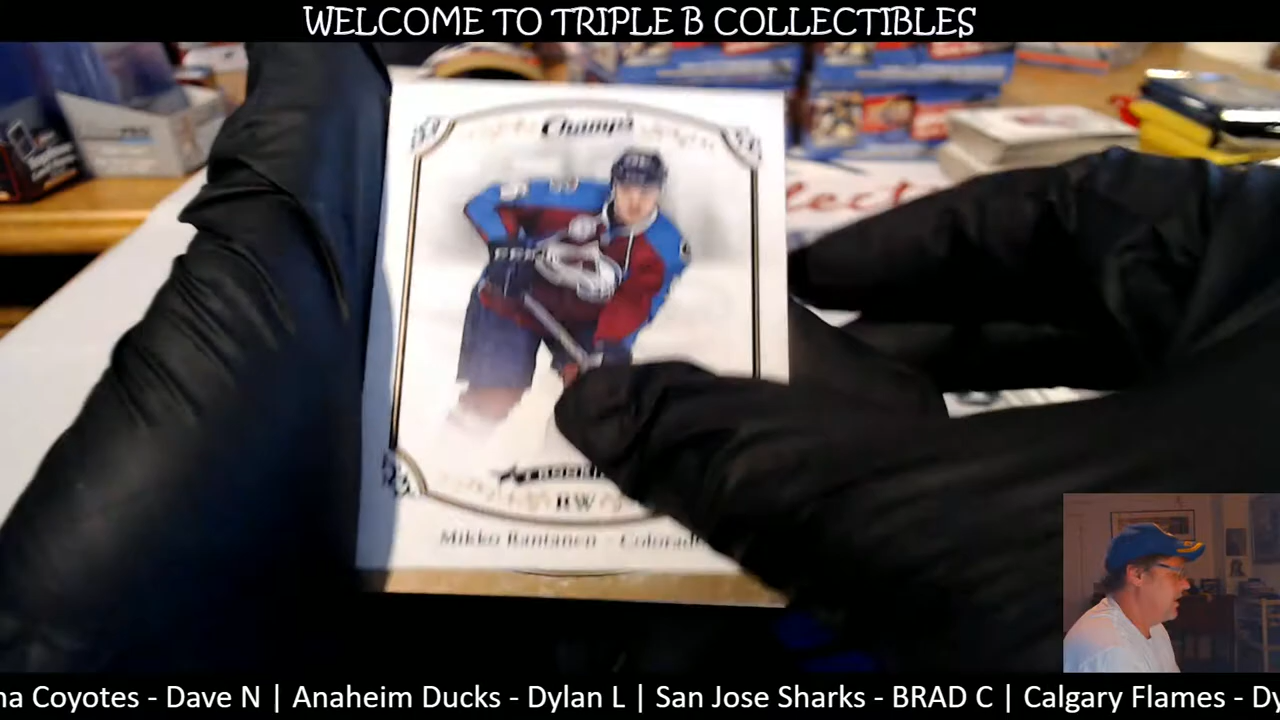 WELCOME TO TRIPLE B COLLECTIBLES
Champs
RW
Mikko Rantanen - Colorado
na Coyotes - Dave N | Anaheim Ducks - Dylan L | San Jose Sharks - BRAD C | Calgary Flames - Dy